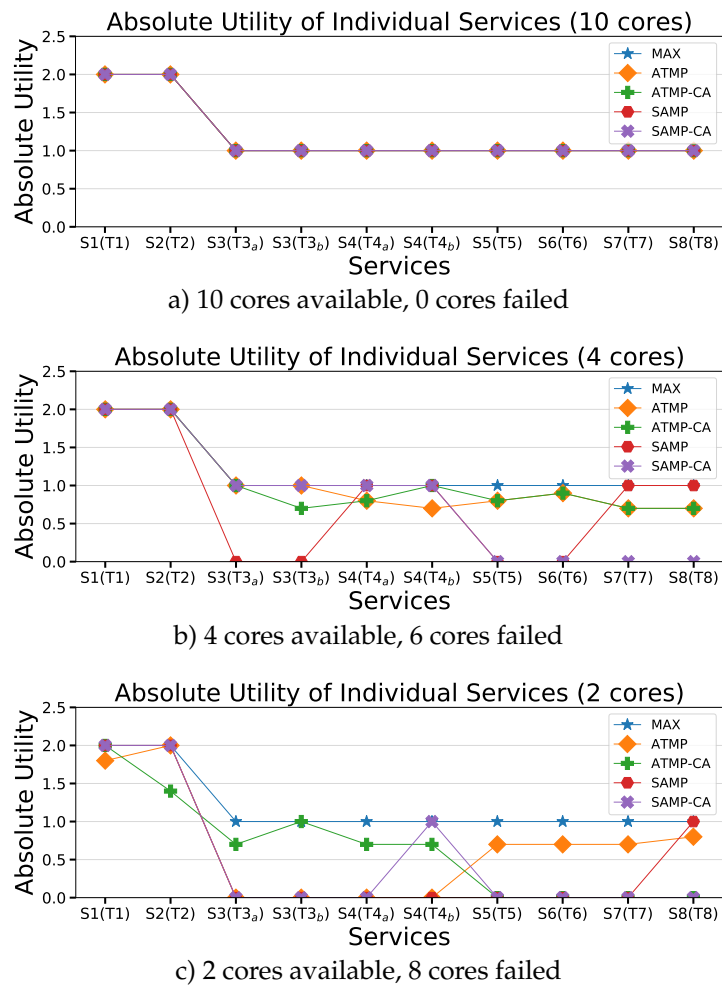 Absolute Utility of Individual Services (10 cores)
Absolute Utility
2.5
2.0
1.5
1.0
0.5
0.0
MAX
ATMP
ATMP-CA
SAMP
SAMP-CA
S1(T1) S2(T2) S3(T3a) S3(T3b) S4(T4a) S4(T4b) S5(T5) S6(T6) S7(T7) S8(T8)
Services
a) 10 cores available, 0 cores failed
Absolute Utility of Individual Services (4 cores)
Absolute Utility
2.5
2.0
1.5
1.0
0.5
0.0
MAX
ATMP
ATMP-CA
SAMP
SAMP-CA
S1(T1) S2(T2) S3(T3a) S3(T3b) S4(T4a) S4(T4b) S5(T5) S6(T6) S7(T7) S8(T8)
Services
b) 4 cores available, 6 cores failed
Absolute Utility of Individual Services (2 cores)
Absolute Utility
2.5
2.0
1.5
1.0
0.5
0.0
MAX
ATMP
ATMP-CA
SAMP
SAMP-CA
S1(T1) S2(T2) S3(T3a) S3(T3b) S4(T4a) S4(T4b) S5(T5) S6(T6) S7(T7) S8(T8)
Services
c) 2 cores available, 8 cores failed